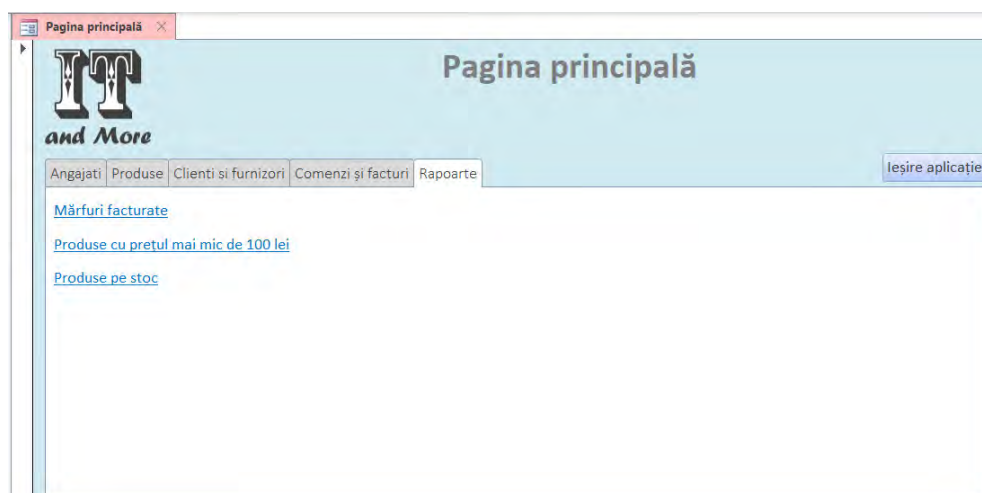 Pagina principală
IT
and More
Pagina principală
Angajati Produse Clienti si furnizori Comenzi și facturi Rapoarte
Ieșire aplicație
Mărfuri facturate
Produse cu prețul mai mic de 100 lei
Produse pe stoc